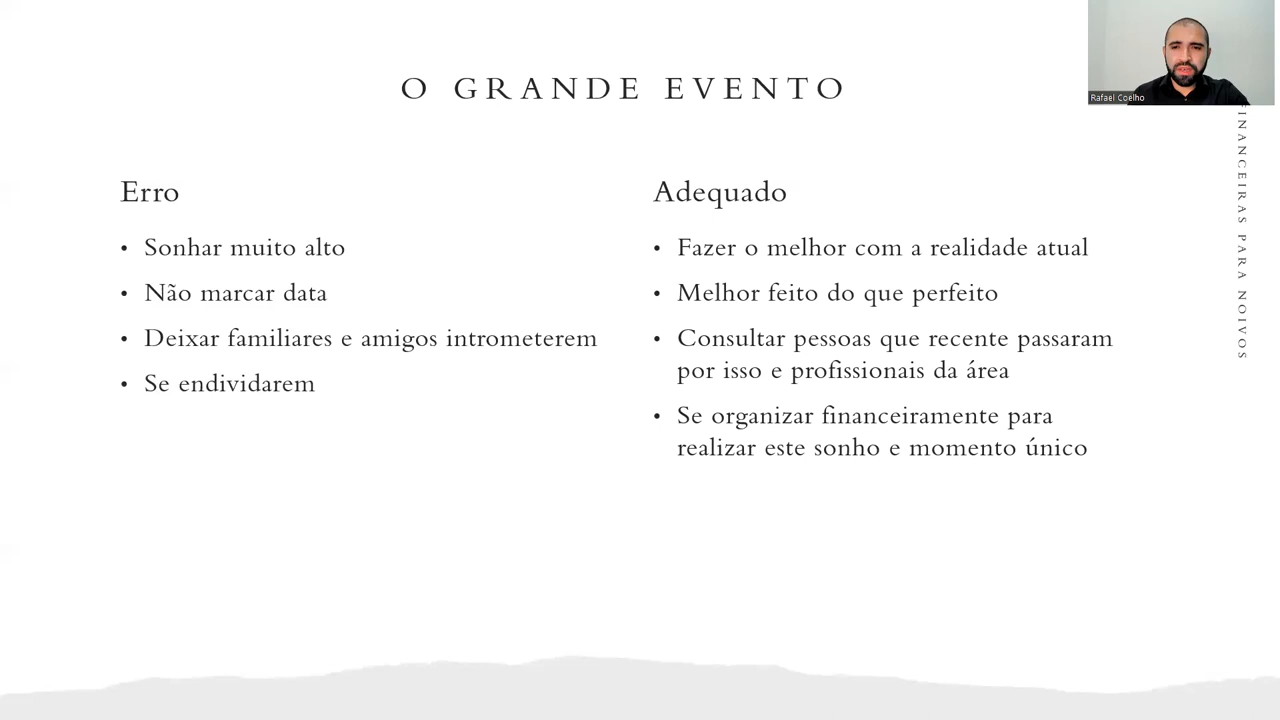 O GRANDE EVENTO
Erro
• Sonhar muito alto
• Não marcar data
• Deixar familiares e amigos intrometerem
• Se endividarem
Adequado
• Fazer o melhor com a realidade atual
• Melhor feito do que perfeito
• Consultar pessoas que recente passaram
por isso e profissionais da área
• Se organizar financeiramente para
realizar este sonho e momento único
Rafael Coelho
INANCEIRAS PARA NOIVOS